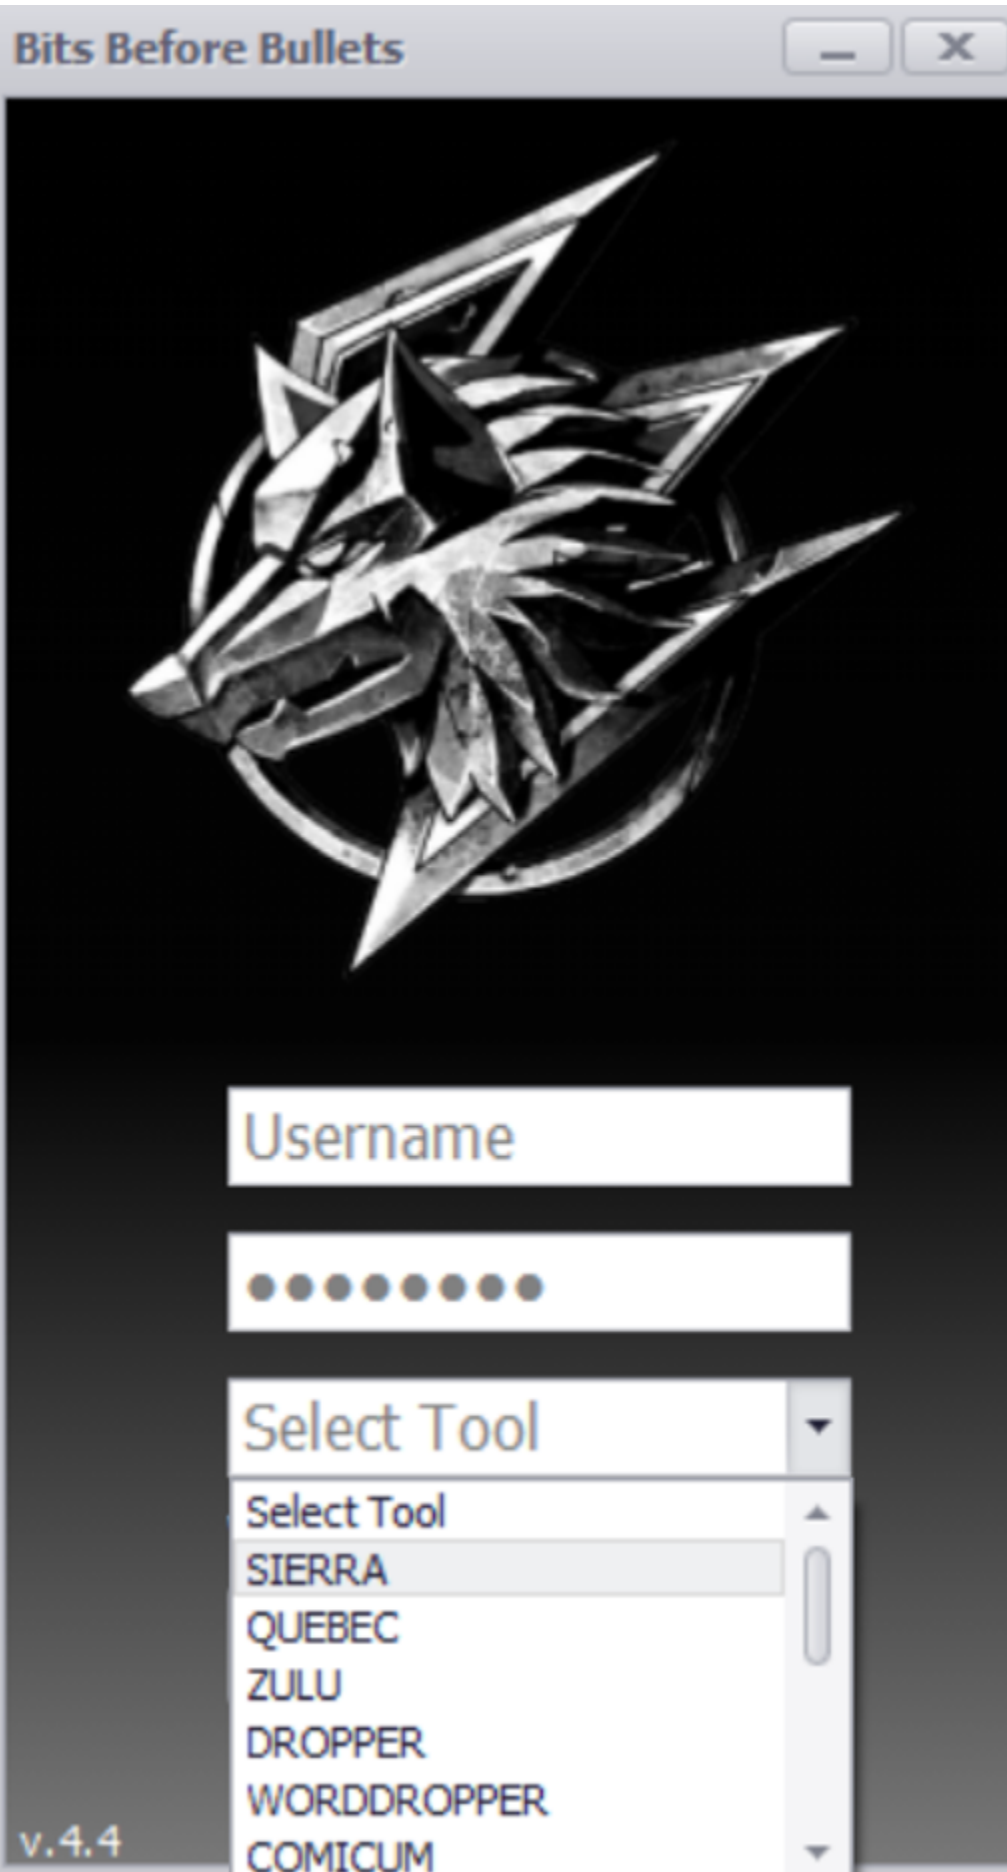 Bits Before Bullets
Username
••••••••
Select Tool
Select Tool
SIERRA
QUEBEC
ZULU
DROPPER
WORDDROPPER
COMICUM
v.4.4